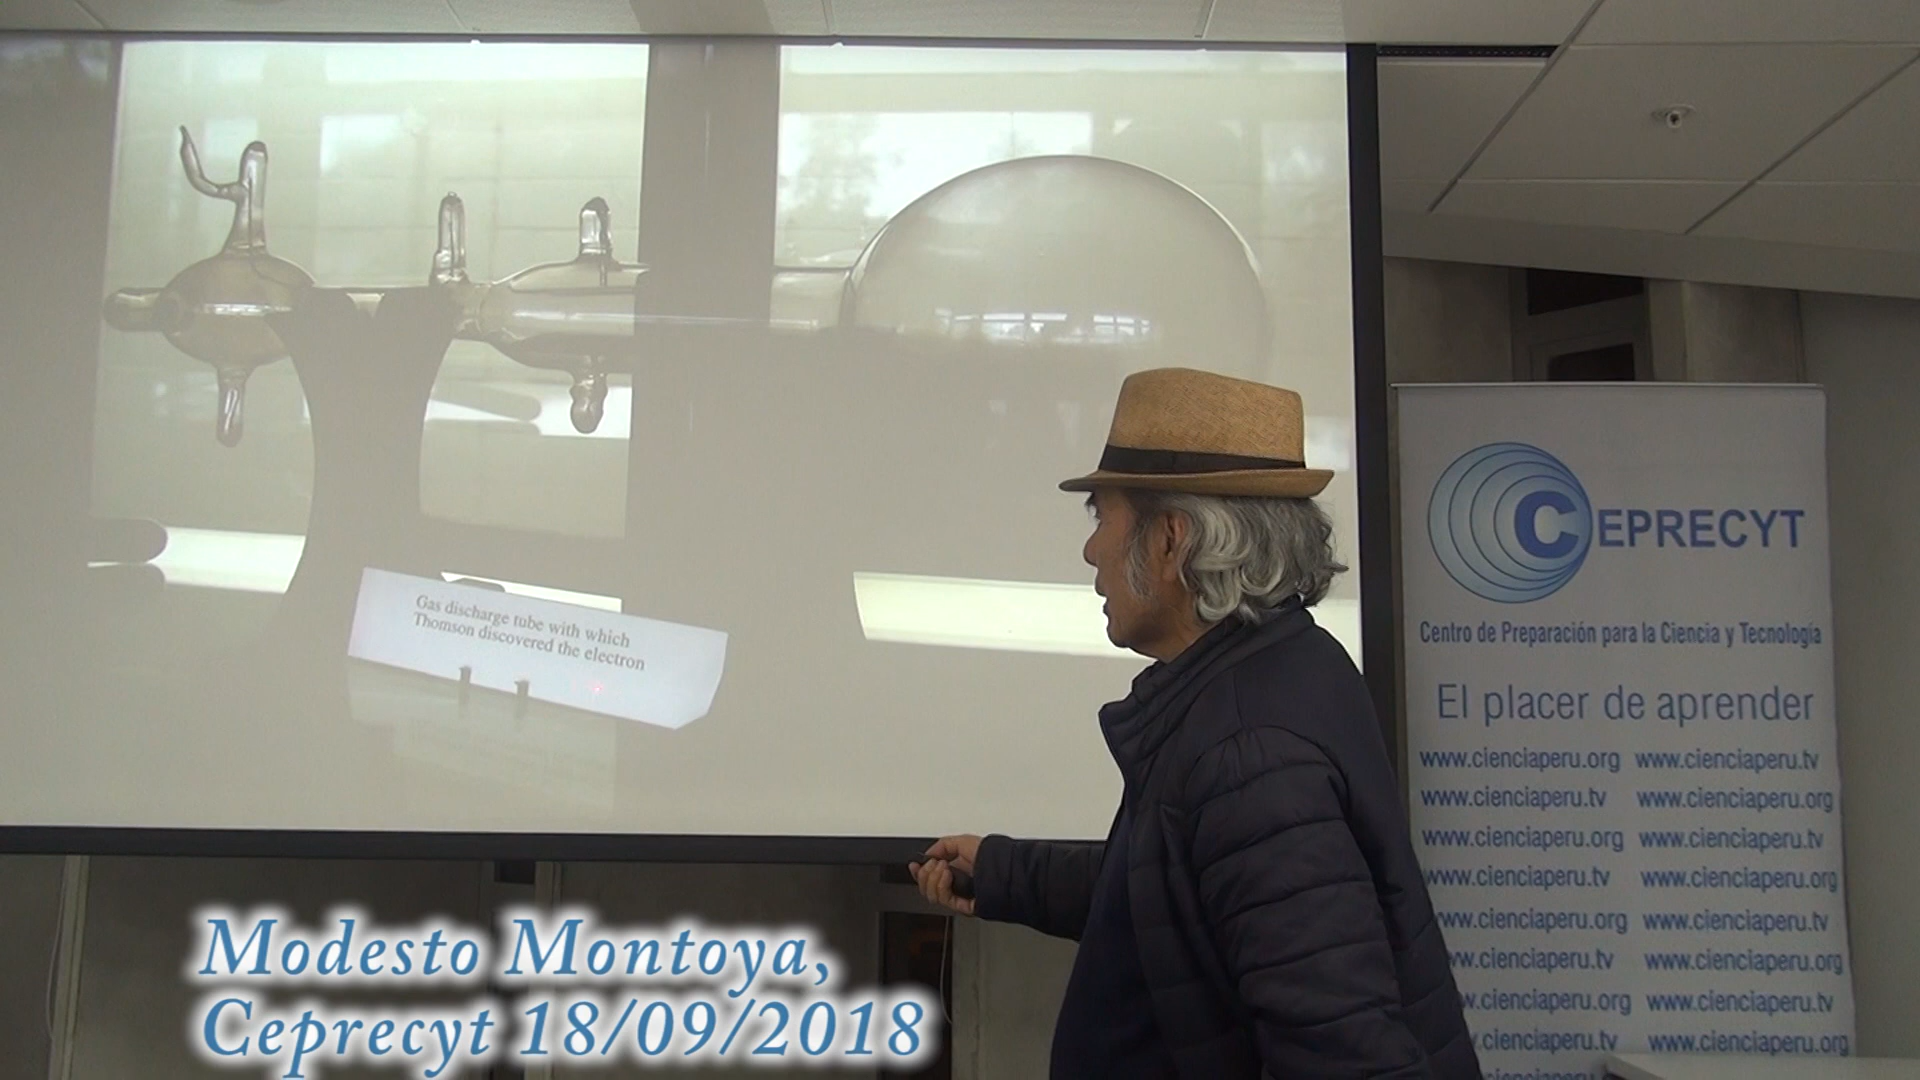 Gas discharge tube with which
Thomson discovered the electron
CEPRECYT
Centro de Preparación para la Ciencia y Tecnología
El placer de aprender
www.cienciaperu.org www.cienciaperu.tv
www.cienciaperu.tv www.cienciaperu.org
www.cienciaperu.org www.cienciaperu.tv
www.cienciaperu.tv www.cienciaperu.org
www.cienciaperu.org www.cienciaperu.tv
www.cienciaperu.tv www.cienciaperu.org
www.cienciaperu.org www.cienciaperu.tv
www.cienciaperu.tv www.cienciaperu.org
Modesto Montoya,
Ceprecyt 18/09/2018